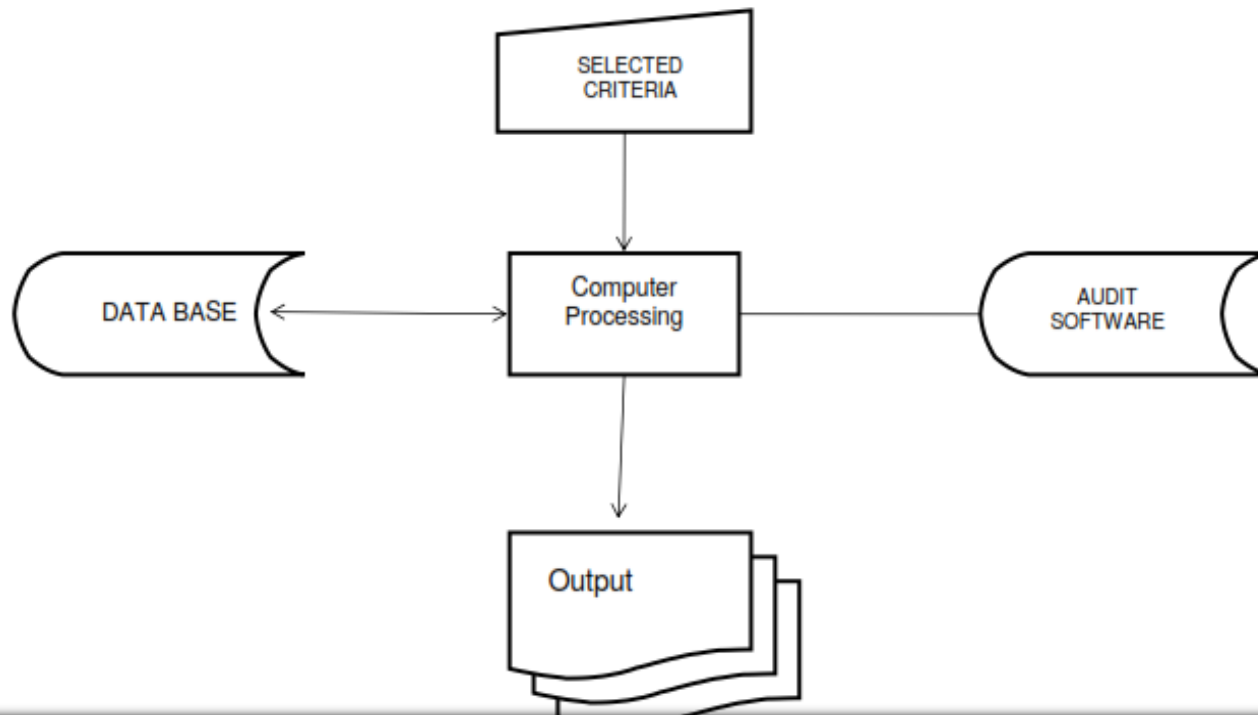 SELECTED
CRITERIA
DATA BASE
Computer
Processing
AUDIT
SOFTWARE
Output